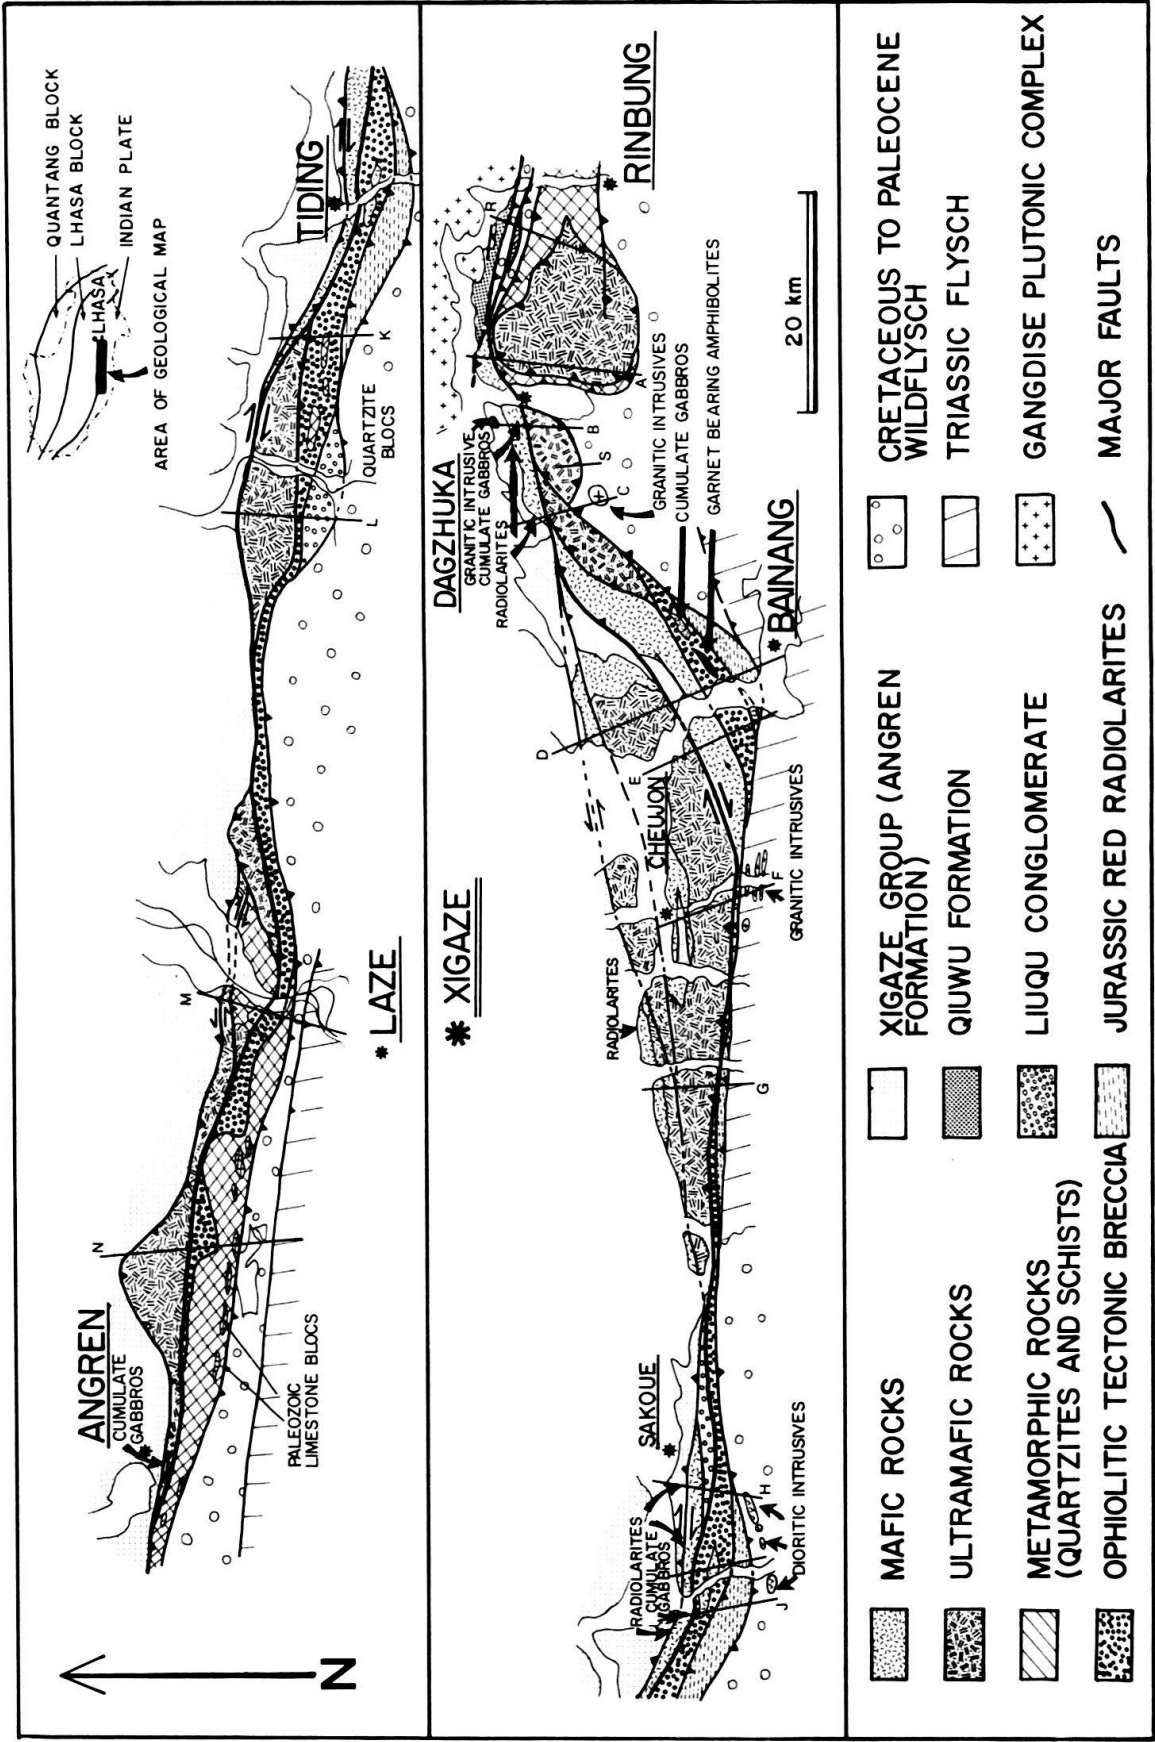 QUANTANG BLOCK
LHASA BLOCK
LHASA
INDIAN PLATE
AREA OF GEOLOGICAL MAP
TIDING
K
QUARTZITE
BLOCS
L
M
LAZE
N
ANGREN
CUMULATE
GABBROS
PALEOZOIC
LIMESTONE BLOCS
N
RINBUNG
R
20 km
A
DAGZHUKA
GRANITIC INTRUSIVE
CUMULATE GABBROS
RADIOLARITES
B
S
C
GRANITIC INTRUSIVES
CUMULATE GABBROS
GARNET BEARING AMPHIBOLITES
BAINANG
D
E
CHEWJON
F
GRANITIC INTRUSIVES
XIGAZE
RADIOLARITES
G
SAKOUE
H
RADIOLARITES
CUMULATE
GABBROS
DIORITIC INTRUSIVES
J
MAFIC ROCKS
ULTRAMAFIC ROCKS
METAMORPHIC ROCKS
(QUARTZITES AND SCHISTS)
OPHIOLITIC TECTONIC BRECCIA
XIGAZE GROUP (ANGREN
FORMATION)
QIUWU FORMATION
LIUQU CONGLOMERATE
JURASSIC RED RADIOLARITES
CRETACEOUS TO PALEOCENE
WILDFLYSCH
TRIASSIC FLYSCH
GANGDISE PLUTONIC COMPLEX
MAJOR FAULTS